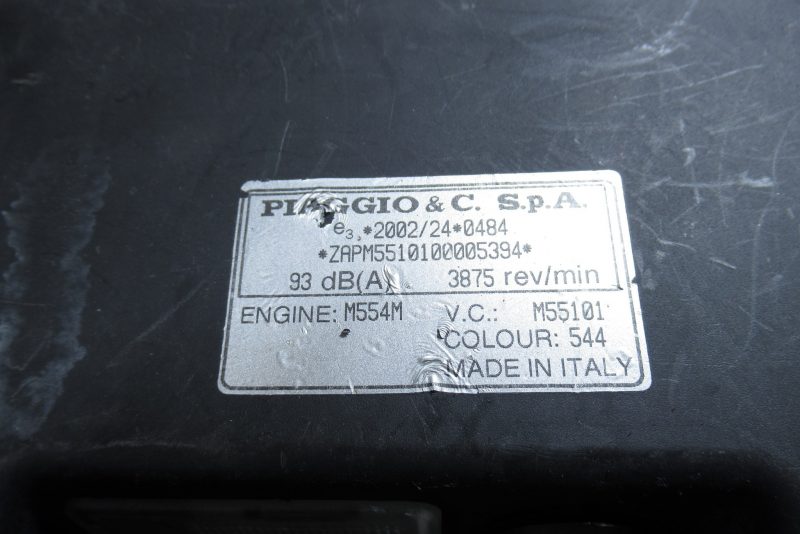 PIAGGIO & C. S.p.A.
e3 *2002/24*0484
*ZAPM5510100005394*
93 dB(A) 3875 rev/min
ENGINE: M554M V.C.: M55101
COLOUR: 544
MADE IN ITALY